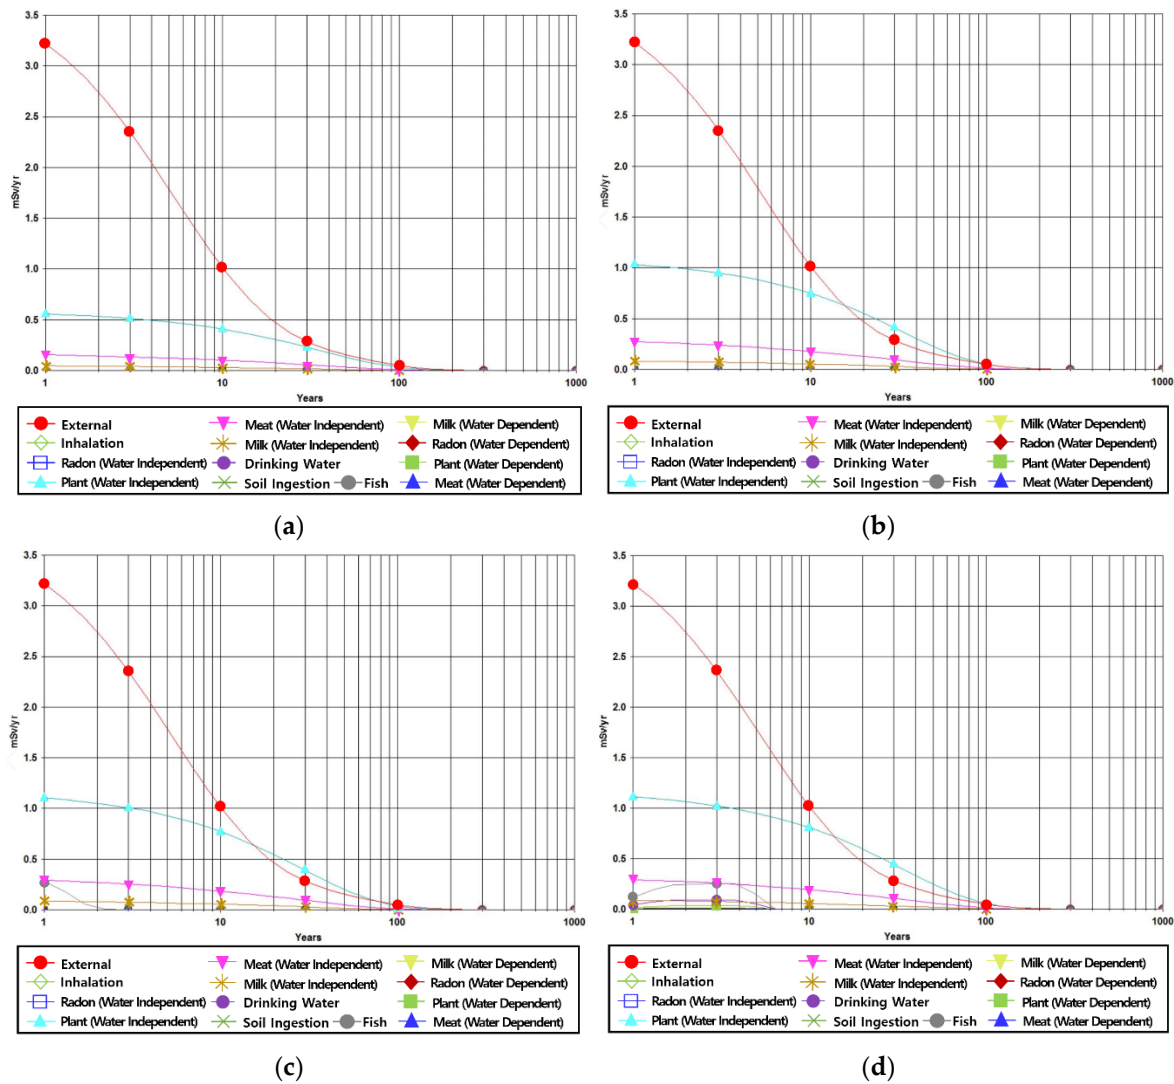 3.5
3.0
2.5
2.0
1.5
1.0
0.5
0.0
mSv/yr
1 10 100 1000
Years
External Meat (Water Independent) Milk (Water Dependent)
Inhalation Milk (Water Independent) Radon (Water Dependent)
Radon (Water Independent) Drinking Water Plant (Water Dependent)
Plant (Water Independent) Soil Ingestion Fish Meat (Water Dependent)
(a)
3.5
3.0
2.5
2.0
1.5
1.0
0.5
0.0
mSv/yr
1 10 100 1000
Years
External Meat (Water Independent) Milk (Water Dependent)
Inhalation Milk (Water Independent) Radon (Water Dependent)
Radon (Water Independent) Drinking Water Plant (Water Dependent)
Plant (Water Independent) Soil Ingestion Fish Meat (Water Dependent)
(b)
3.5
3.0
2.5
2.0
1.5
1.0
0.5
0.0
mSv/yr
1 10 100 1000
Years
External Meat (Water Independent) Milk (Water Dependent)
Inhalation Milk (Water Independent) Radon (Water Dependent)
Radon (Water Independent) Drinking Water Plant (Water Dependent)
Plant (Water Independent) Soil Ingestion Fish Meat (Water Dependent)
(c)
3.5
3.0
2.5
2.0
1.5
1.0
0.5
0.0
mSv/yr
1 10 100 1000
Years
External Meat (Water Independent) Milk (Water Dependent)
Inhalation Milk (Water Independent) Radon (Water Dependent)
Radon (Water Independent) Drinking Water Plant (Water Dependent)
Plant (Water Independent) Soil Ingestion Fish Meat (Water Dependent)
(d)